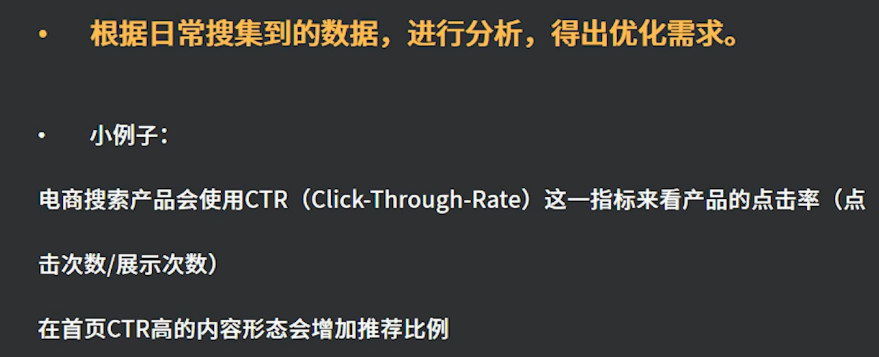 • 根据日常搜集到的数据，进行分析，得出优化需求。
• 小例子：
电商搜索产品会使用CTR（Click-Through-Rate）这一指标来看产品的点击率（点
击次数/展示次数）
在首页CTR高的内容形态会增加推荐比例